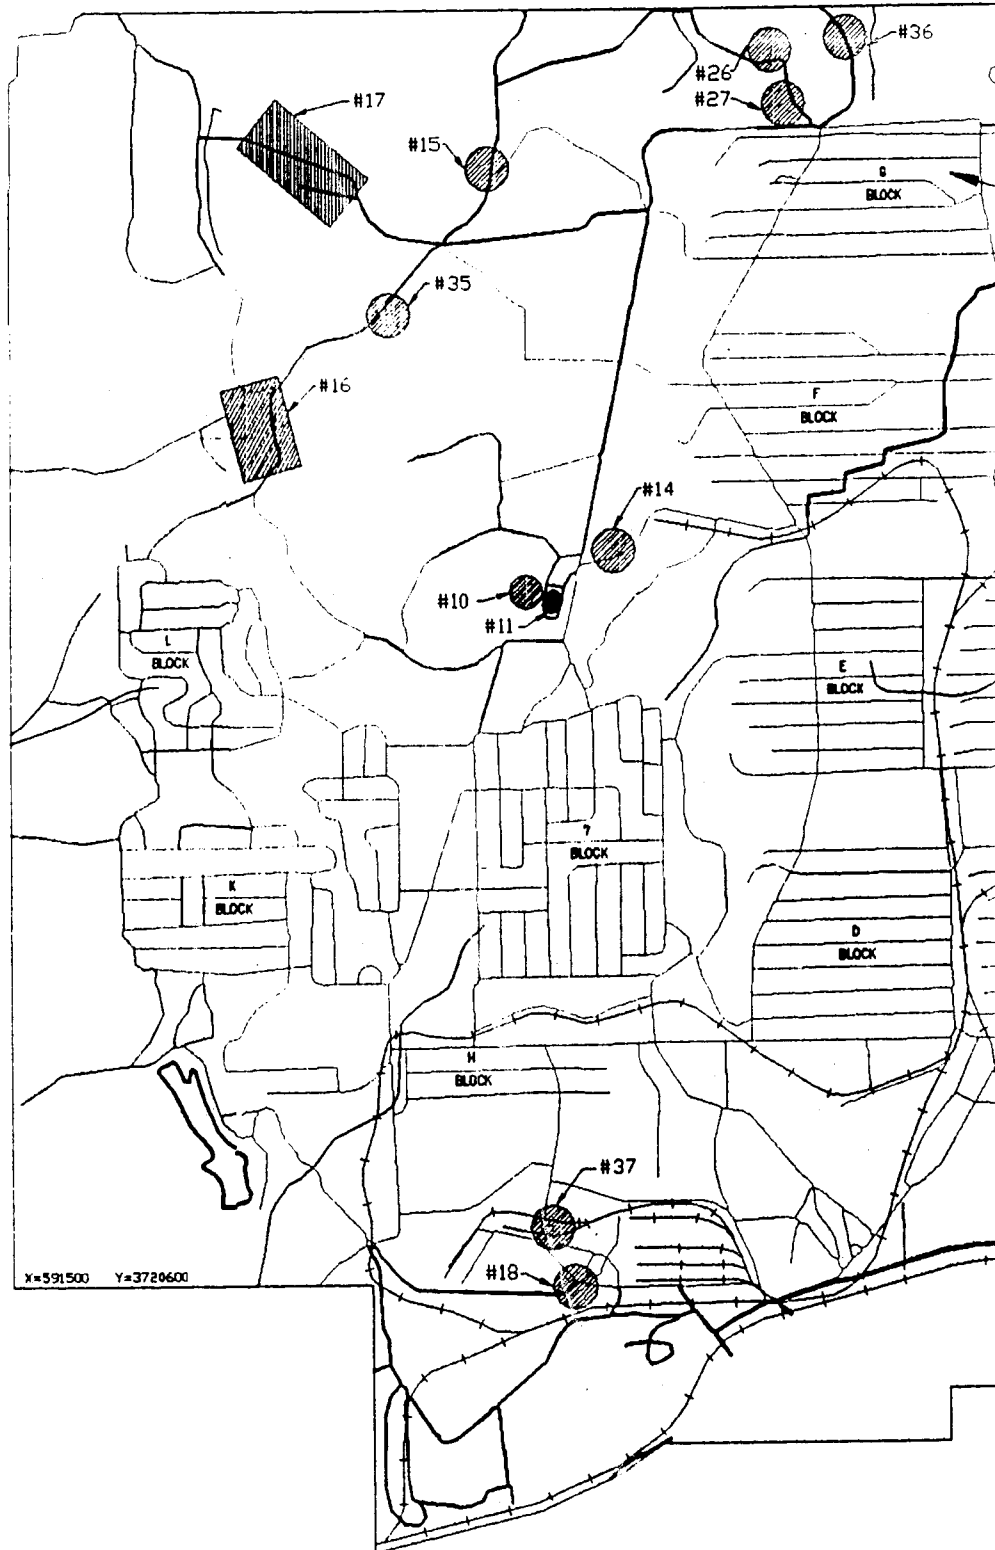 #36
#26
#27
#17
#15
G
BLOCK
#35
#16
F
BLOCK
#14
#10
#11
L
BLOCK
E
BLOCK
?
BLOCK
K
BLOCK
D
BLOCK
H
BLOCK
#37
#18
X=591500 Y=3720600